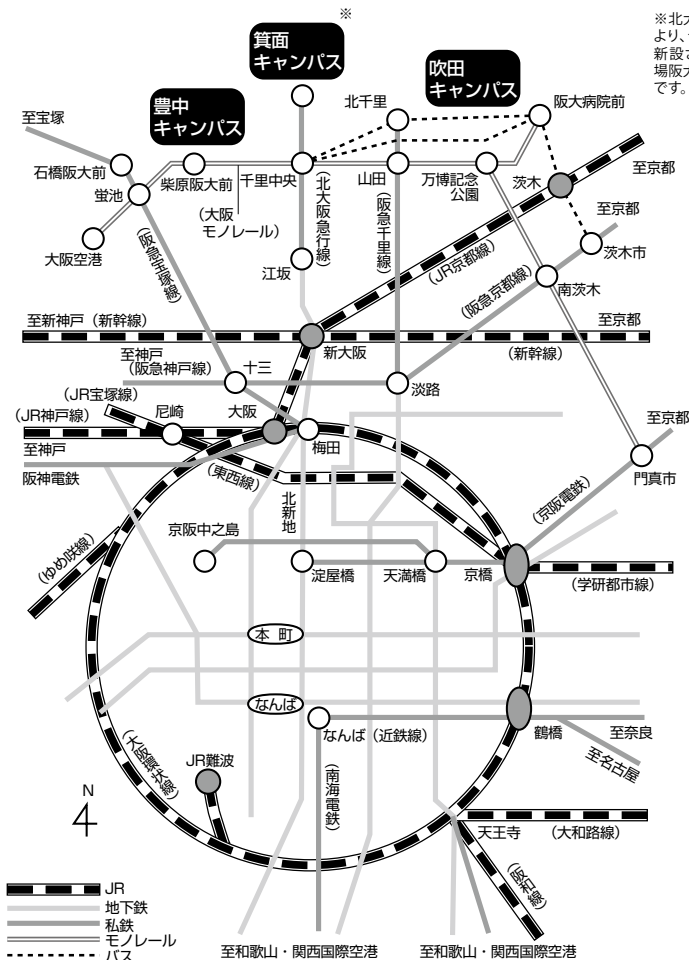 ※
箕面
キャンパス
※北大
より、千
新設さ
場阪大
です。
吹田
キャンパス
豊中
キャンパス
北千里
阪大病院前
至宝塚
石橋阪大前
蛍池
柴原阪大前
千里中央
山田
万博記念
公園
茨木
至京都
(大阪
モノレール)
(北大阪急行線)
(阪急千里線)
至京都
茨木市
大阪空港
(阪急宝塚線)
江坂
(JR京都線)
(阪急京都線)
南茨木
至新神戸(新幹線)
新大阪
至京都
(新幹線)
至神戸
(阪急神戸線)
十三
淡路
(JR宝塚線)
(JR神戸線)
尼崎
大阪
梅田
至京都
至神戸
阪神電鉄
(東西線)
門真市
北新地
(京阪電鉄)
京阪中之島
(ゆめ咲線)
淀屋橋
天満橋
京橋
(学研都市線)
本 町
なんば
なんば(近鉄線)
鶴橋
至奈良
至名古屋
(大阪環状線)
JR難波
(南海電鉄)
N
天王寺
(大和路線)
(阪和線)
JR
地下鉄
私鉄
モノレール
バス
至和歌山・関西国際空港
至和歌山・関西国際空港